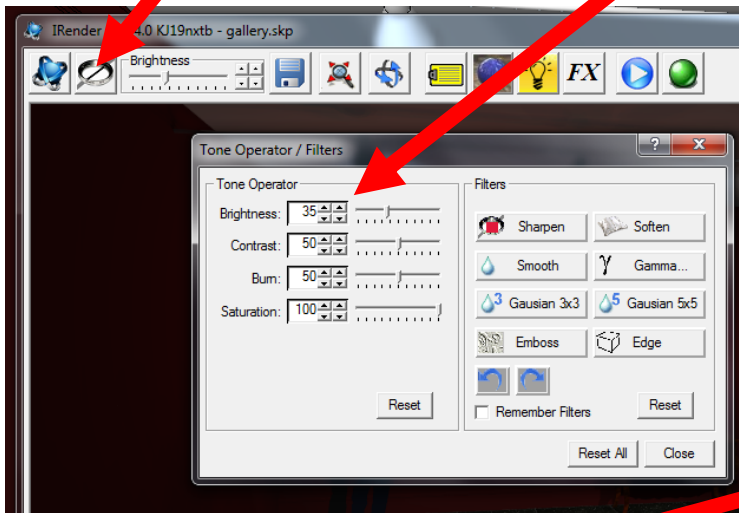 IRender 4.0 KJ19nxtb - gallery.skp
Brightness
FX
Tone Operator / Filters
?
X
Tone Operator
Brightness: 35
Contrast: 50
Burn: 50
Saturation: 100
Reset
Filters
Sharpen
Soften
Smooth
γ Gamma...
3 Gausian 3x3
5 Gausian 5x5
Emboss
Edge
Remember Filters
Reset
Reset All
Close